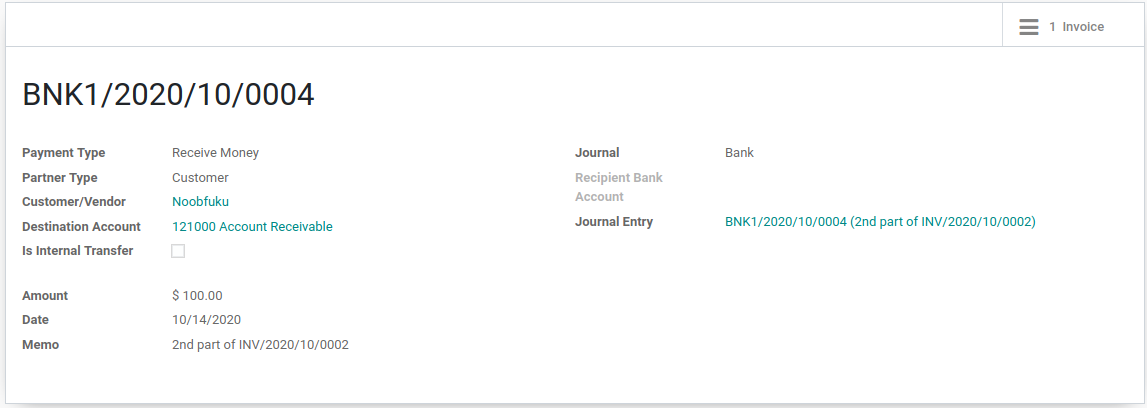 1 Invoice
BNK1/2020/10/0004
Payment Type Receive Money
Partner Type Customer
Customer/Vendor Noobfuku
Destination Account 121000 Account Receivable
Is Internal Transfer
Amount $ 100.00
Date 10/14/2020
Memo 2nd part of INV/2020/10/0002
Journal Bank
Recipient Bank
Account
Journal Entry BNK1/2020/10/0004 (2nd part of INV/2020/10/0002)